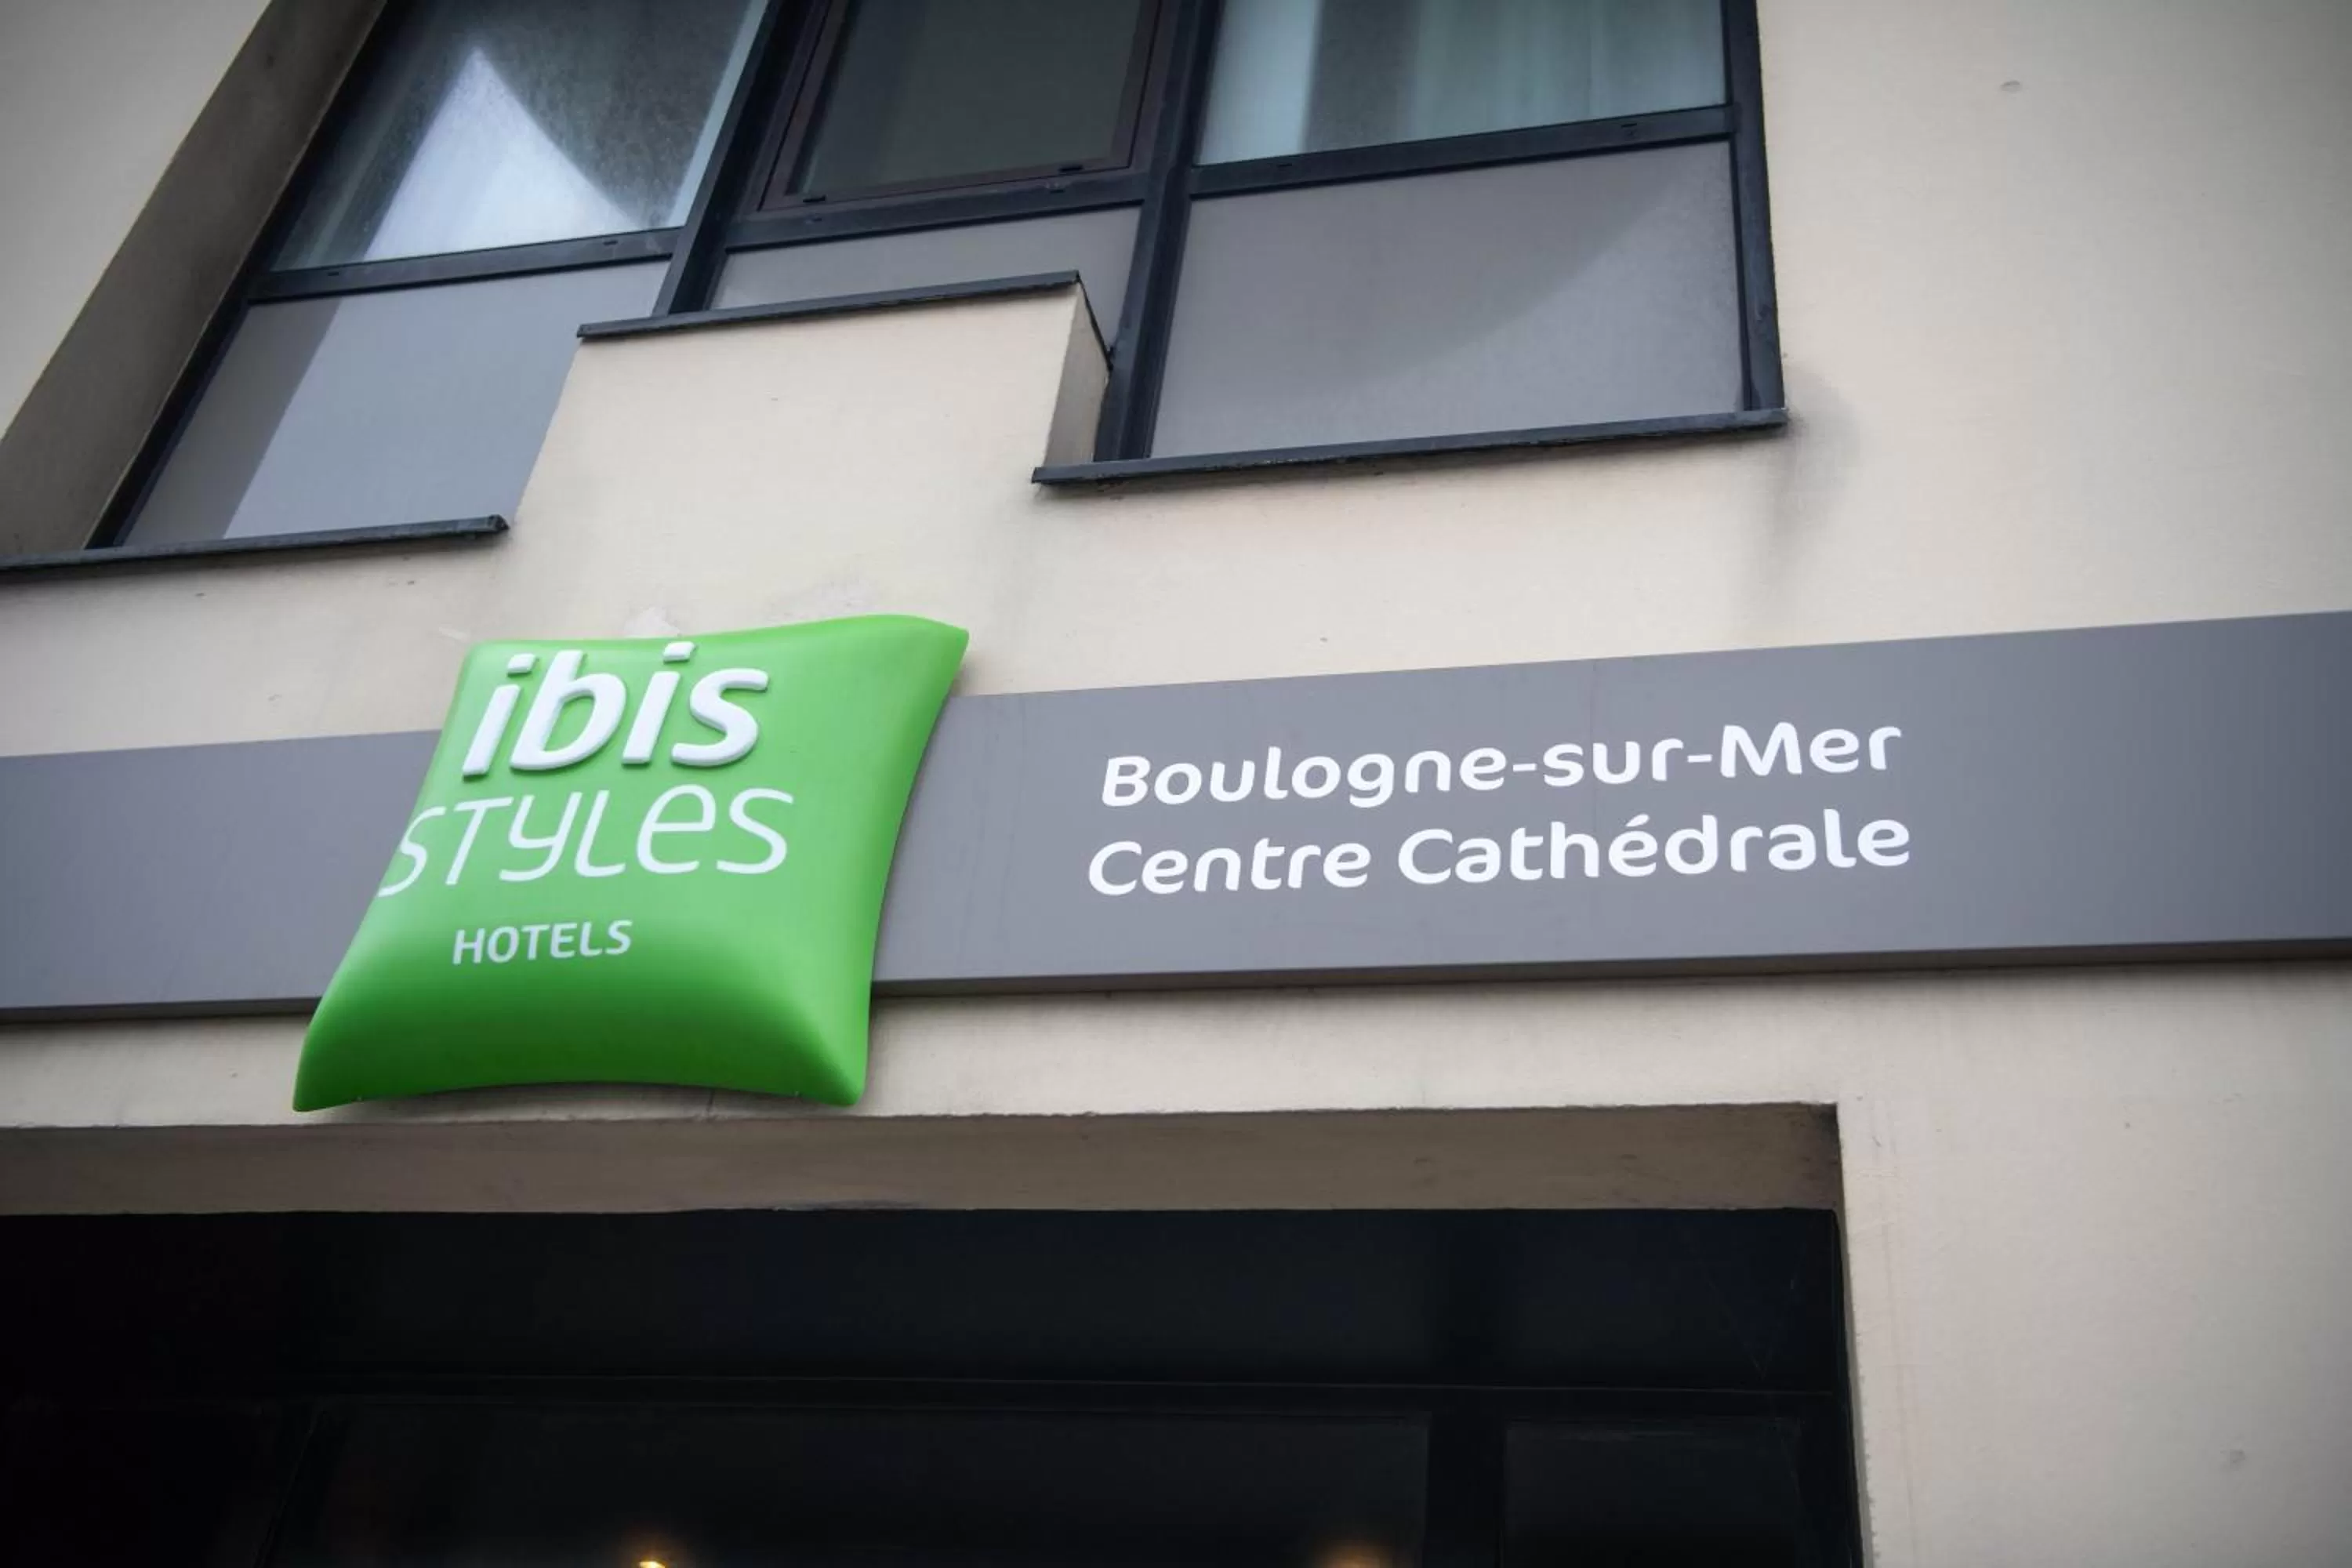 ibis
STYLES
HOTELS
Boulogne-sur-Mer
Centre Cathédrale